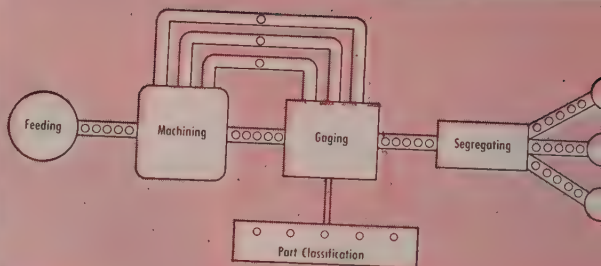 Feeding
Machining
Gaging
Segregating
Part Classification